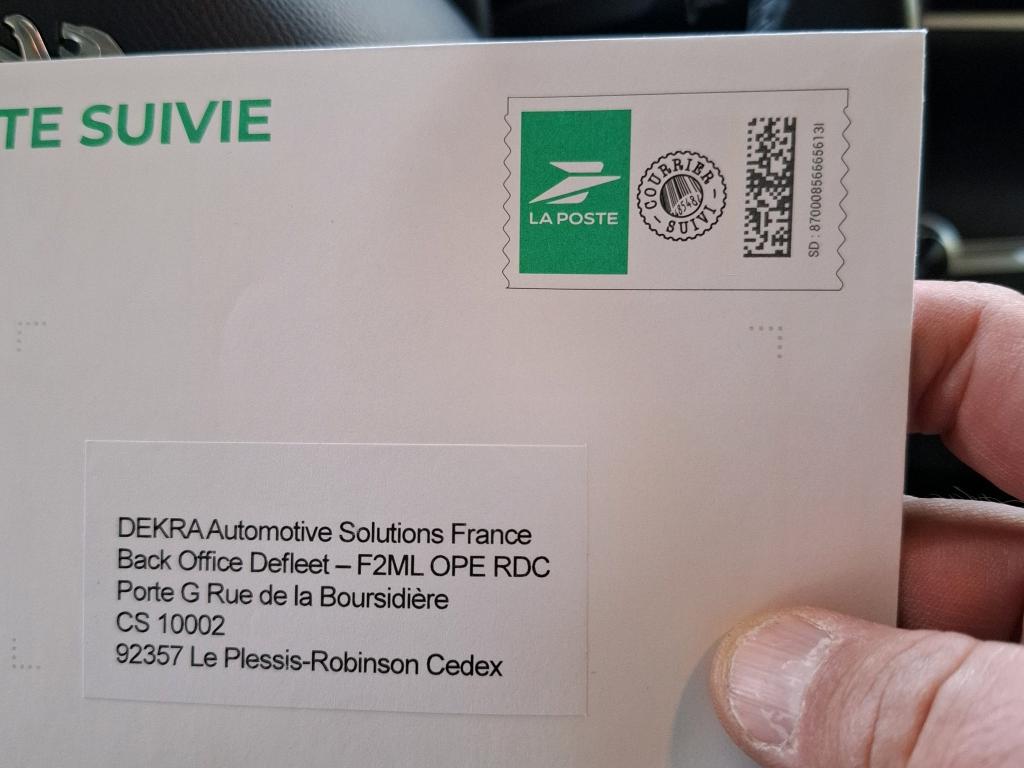 TE SUIVIE
LA POSTE
COURRIER
SUIVI
SD : 870008566665613I
DEKRA Automotive Solutions France
Back Office Defleet – F2ML OPE RDC
Porte G Rue de la Boursidière
CS 10002
92357 Le Plessis-Robinson Cedex